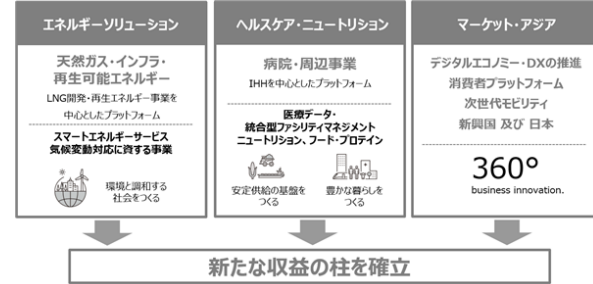 エネルギーソリューション
天然ガス・インフラ・
再生可能エネルギー
LNG開発・再生エネルギー事業を
中心としたプラットフォーム
スマートエネルギーサービス
気候変動対応に資する事業
環境と調和する
社会をつくる
ヘルスケア・ニュートリション
病院・周辺事業
IHHを中心としたプラットフォーム
医療データ・
統合型ファシリティマネジメント
ニュートリション、フード・プロテイン
安定供給の基盤を
つくる
豊かな暮らしを
つくる
マーケット・アジア
デジタルエコノミー・DXの推進
消費者プラットフォーム
次世代モビリティ
新興国 及び 日本
360°
business innovation.
新たな収益の柱を確立